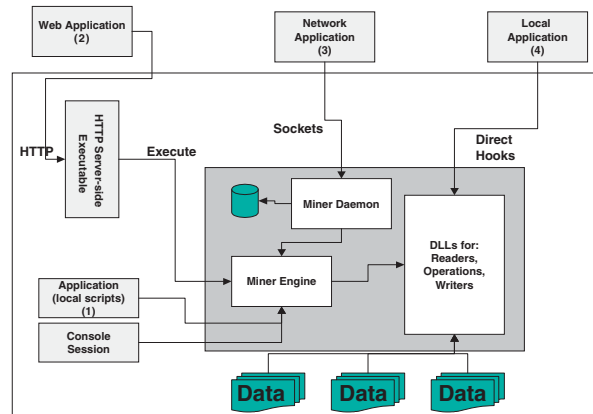 Web Application
(2)
Network
Application
(3)
Local
Application
(4)
HTTP
HTTP Server-side
Executable
Execute
Sockets
Direct
Hooks
Miner Daemon
Miner Engine
DLLs for:
Readers,
Operations,
Writers
Application
(local scripts)
(1)
Console
Session
Data
Data
Data